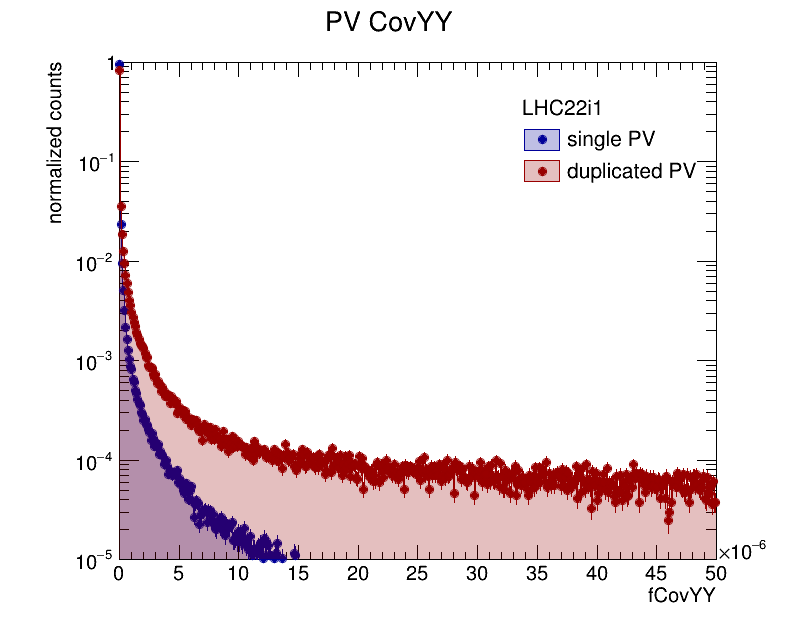 PV CovYY
normalized counts
1
10⁻¹
10⁻²
10⁻³
10⁻⁴
10⁻⁵
LHC22i1
single PV
duplicated PV
0 5 10 15 20 25 30 35 40 45 50
×10⁻⁶
fCovYY